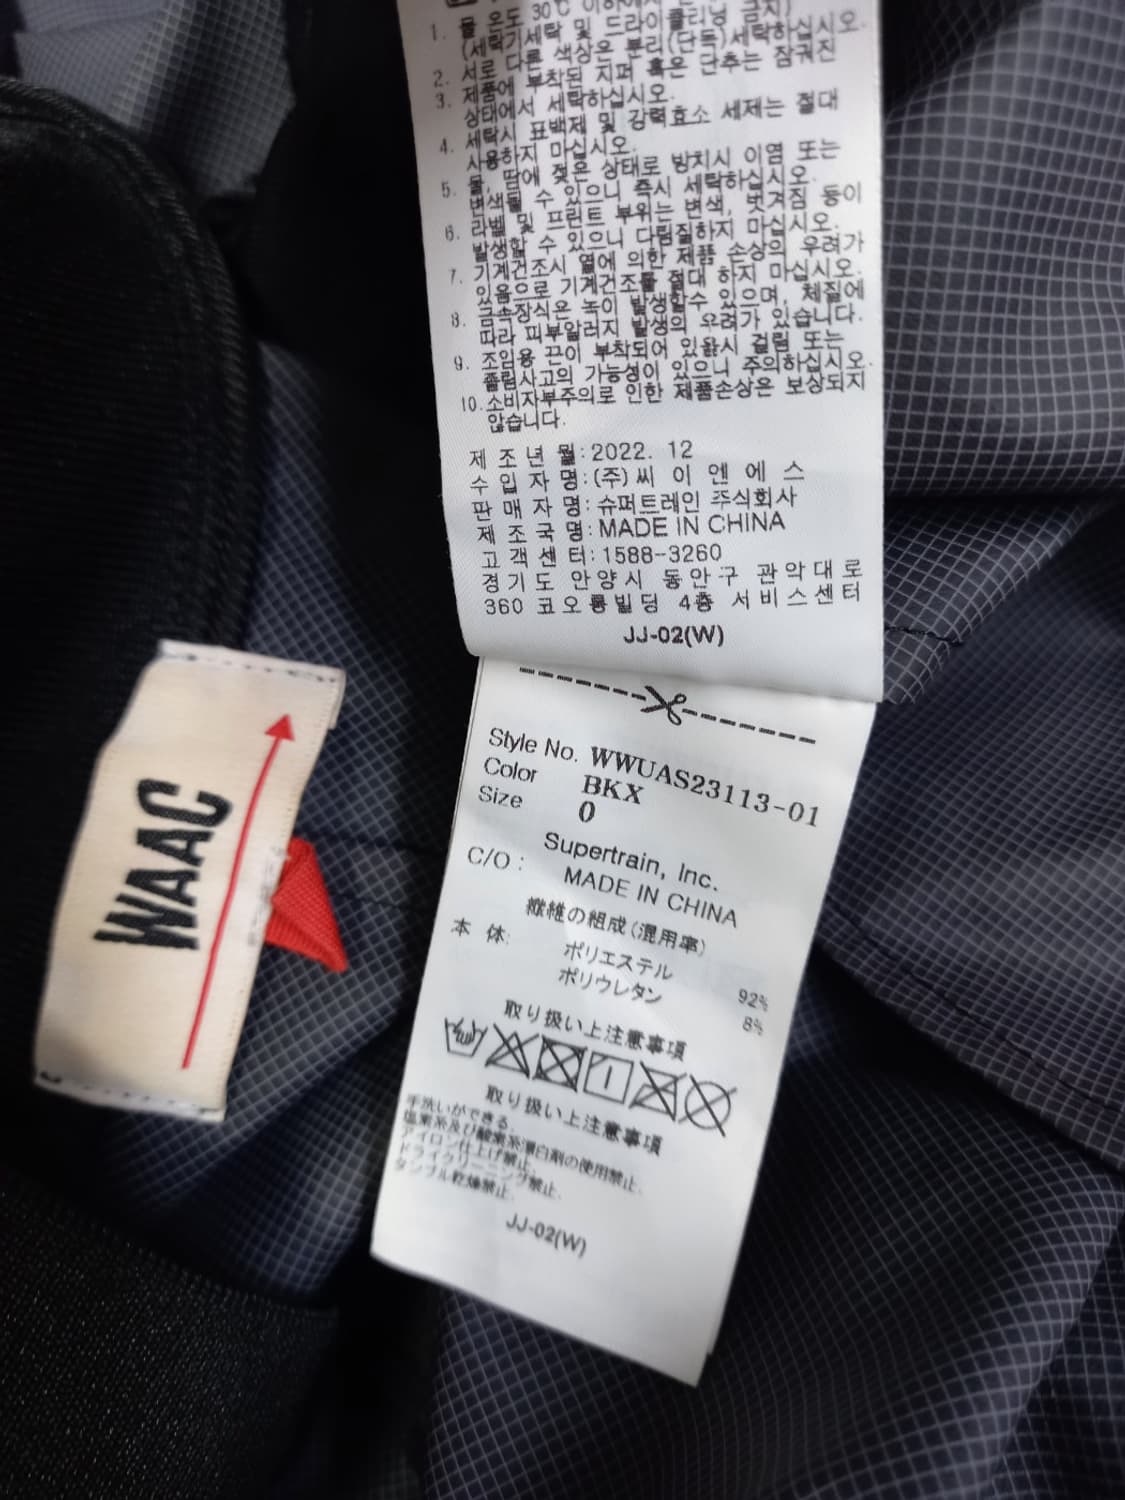 1. 물온도 30℃ 이하에서
(세탁기세탁 및 드라이클리닝 금지)
2. 서로 다른 색상은 분리(단독)세탁하십시오.
3. 제품에 부착된 지퍼 혹은 단추는 잠궈진
상태에서 세탁하십시오.
4. 세탁시 표백제 및 강력효소 세제는 절대
사용하지 마십시오.
5. 물, 땀에 젖은 상태로 방치시 이염 또는
변색될 수 있으니 즉시 세탁하십시오.
6. 라벨 및 프린트 부위는 변색, 벗겨짐 등이
발생할 수 있으니 다림질하지 마십시오.
7. 기계건조시 열에 의한 제품 손상의 우려가
있음으로 기계건조를 절대 하지 마십시오.
8. 금속장식은 녹이 발생할수 있으며, 체질에
따라 피부알러지 발생의 우려가 있습니다.
9. 조임용 끈이 부착되어 있을시 걸림 또는
졸림사고의 가능성이 있으니 주의하십시오.
10. 소비자부주의로 인한 제품손상은 보상되지
않습니다.
제 조 년 월:2022. 12
수 입 자 명:(주)씨 이 엔 에 스
판 매 자 명:슈퍼트레인 주식회사
제 조 국 명:MADE IN CHINA
고 객 센 터:1588-3260
경 기 도 안 양 시 동 안 구 관 악 대 로
360 코 오 롱 빌 딩 4층 서 비 스 센 터
JJ-02(W)
Style No. WWUAS23113-01
Color BKX
Size 0
Supertrain, Inc.
C/O : MADE IN CHINA
繊維の組成(混用率)
本 体: ポリエステル 92%
ポリウレタン 8%
取り扱い上注意事項
取り扱い上注意事項
手洗いができる.
塩素系及び酸素系漂白剤の使用禁止.
アイロン仕上げ禁止.
ドライクリーニング禁止.
タンブル乾燥禁止.
JJ-02(W)
WAAC